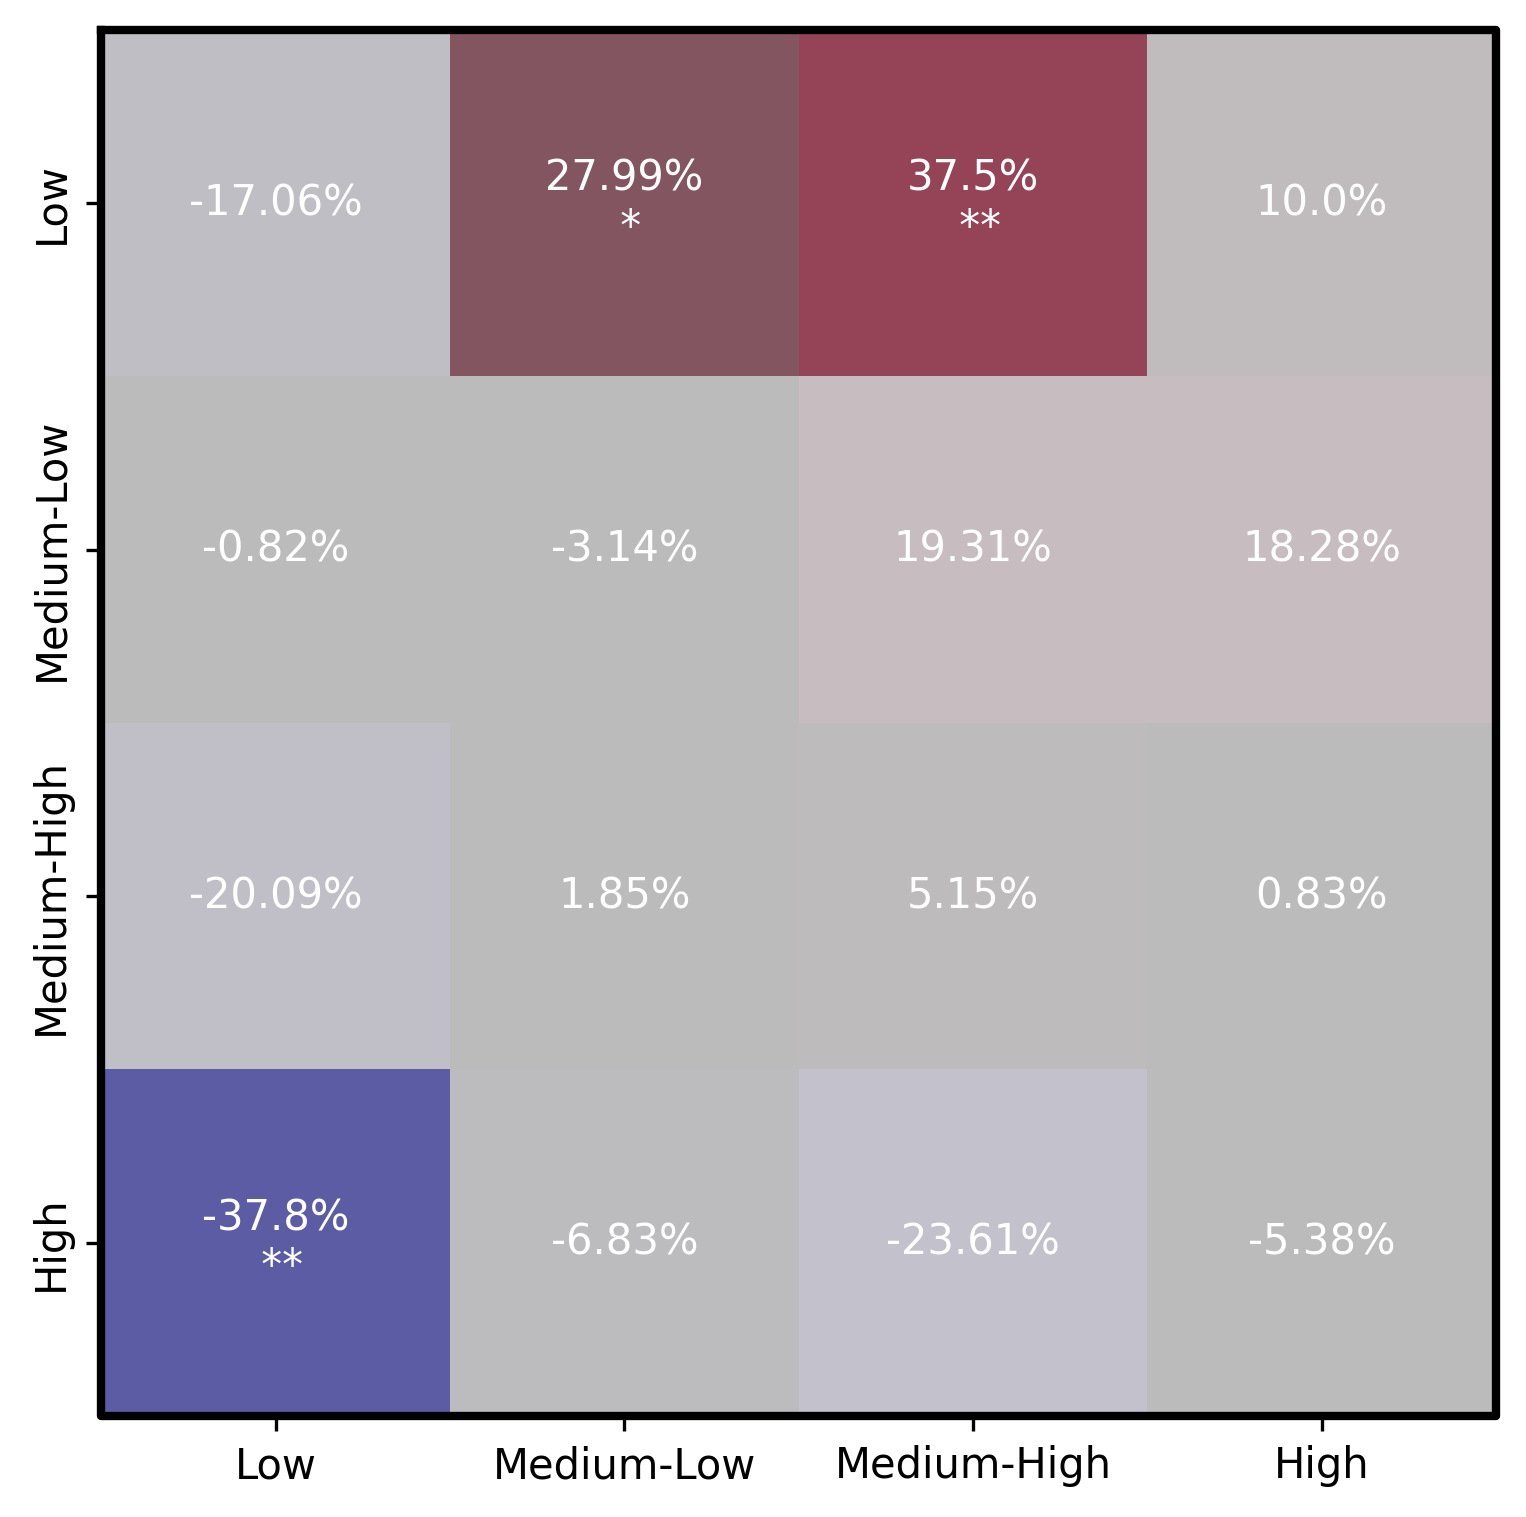 Low
-17.06%
27.99%
*
37.5%
**
10.0%
Medium-Low
-0.82%
-3.14%
19.31%
18.28%
Medium-High
-20.09%
1.85%
5.15%
0.83%
High
-37.8%
**
-6.83%
-23.61%
-5.38%
Low
Medium-Low
Medium-High
High